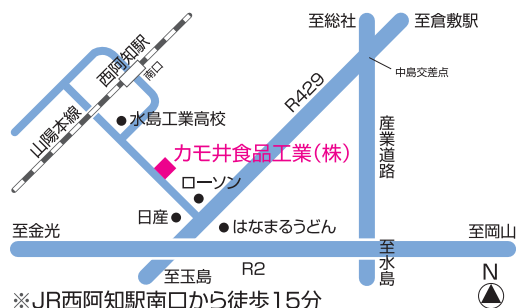 至総社
至倉敷駅
西阿知駅
南口
中島交差点
山陽本線
R429
水島工業高校
産業道路
カモ井食品工業(株)
ローソン
日産
はなまるうどん
至金光
至岡山
至玉島
R2
至水島
N
※JR西阿知駅南口から徒歩15分